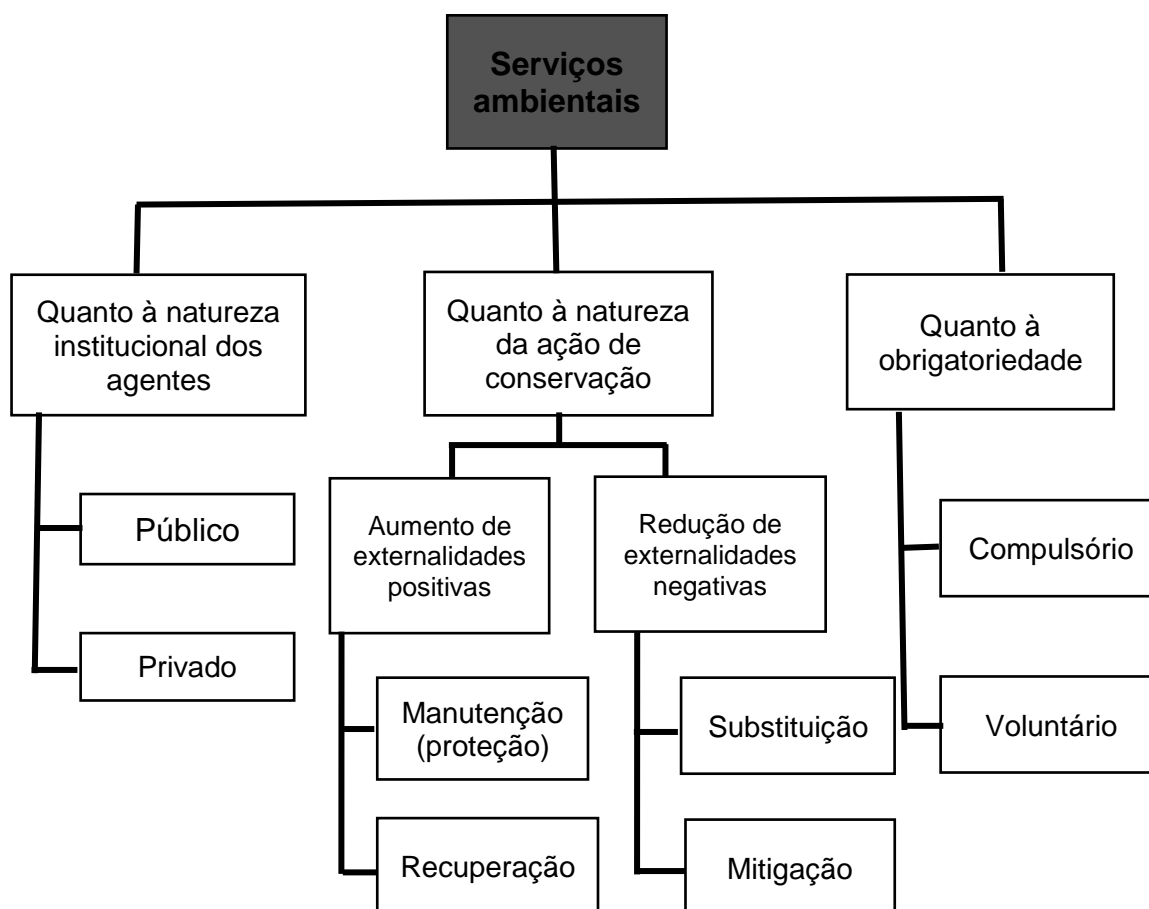 Serviços
ambientais
Quanto à natureza
institucional dos
agentes
Quanto à natureza
da ação de
conservação
Quanto à
obrigatoriedade
Público
Privado
Aumento de
externalidades
positivas
Redução de
externalidades
negativas
Manutenção
(proteção)
Recuperação
Substituição
Mitigação
Compulsório
Voluntário